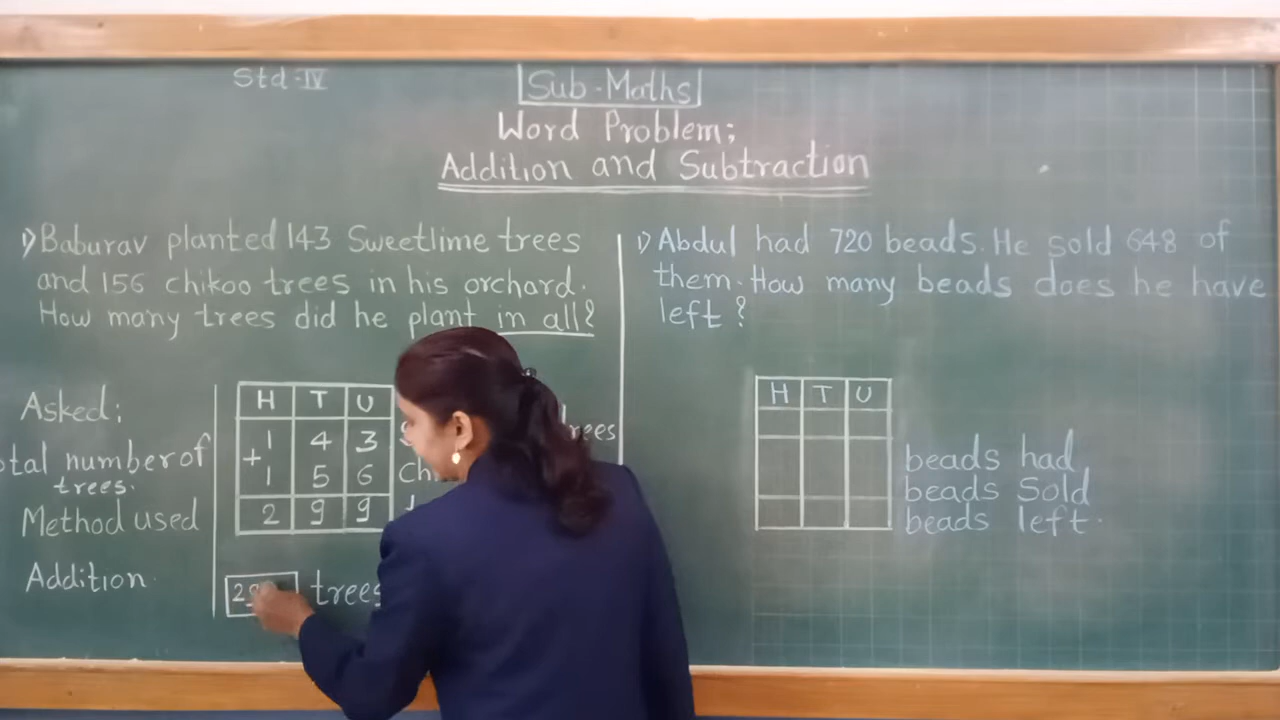 Std-IV
Sub-Maths
Word Problem;
Addition and Subtraction
1) Baburav planted 143 Sweetlime trees
and 156 chikoo trees in his orchard.
How many trees did he plant in all?
Asked;
total number of
trees.
Method used
Addition
H T U
1 4 3
+
1 5 6
2 9 9
trees
1) Abdul had 720 beads. He sold 648 of
them. How many beads does he have
left?
H T U
beads had
beads Sold
beads left.